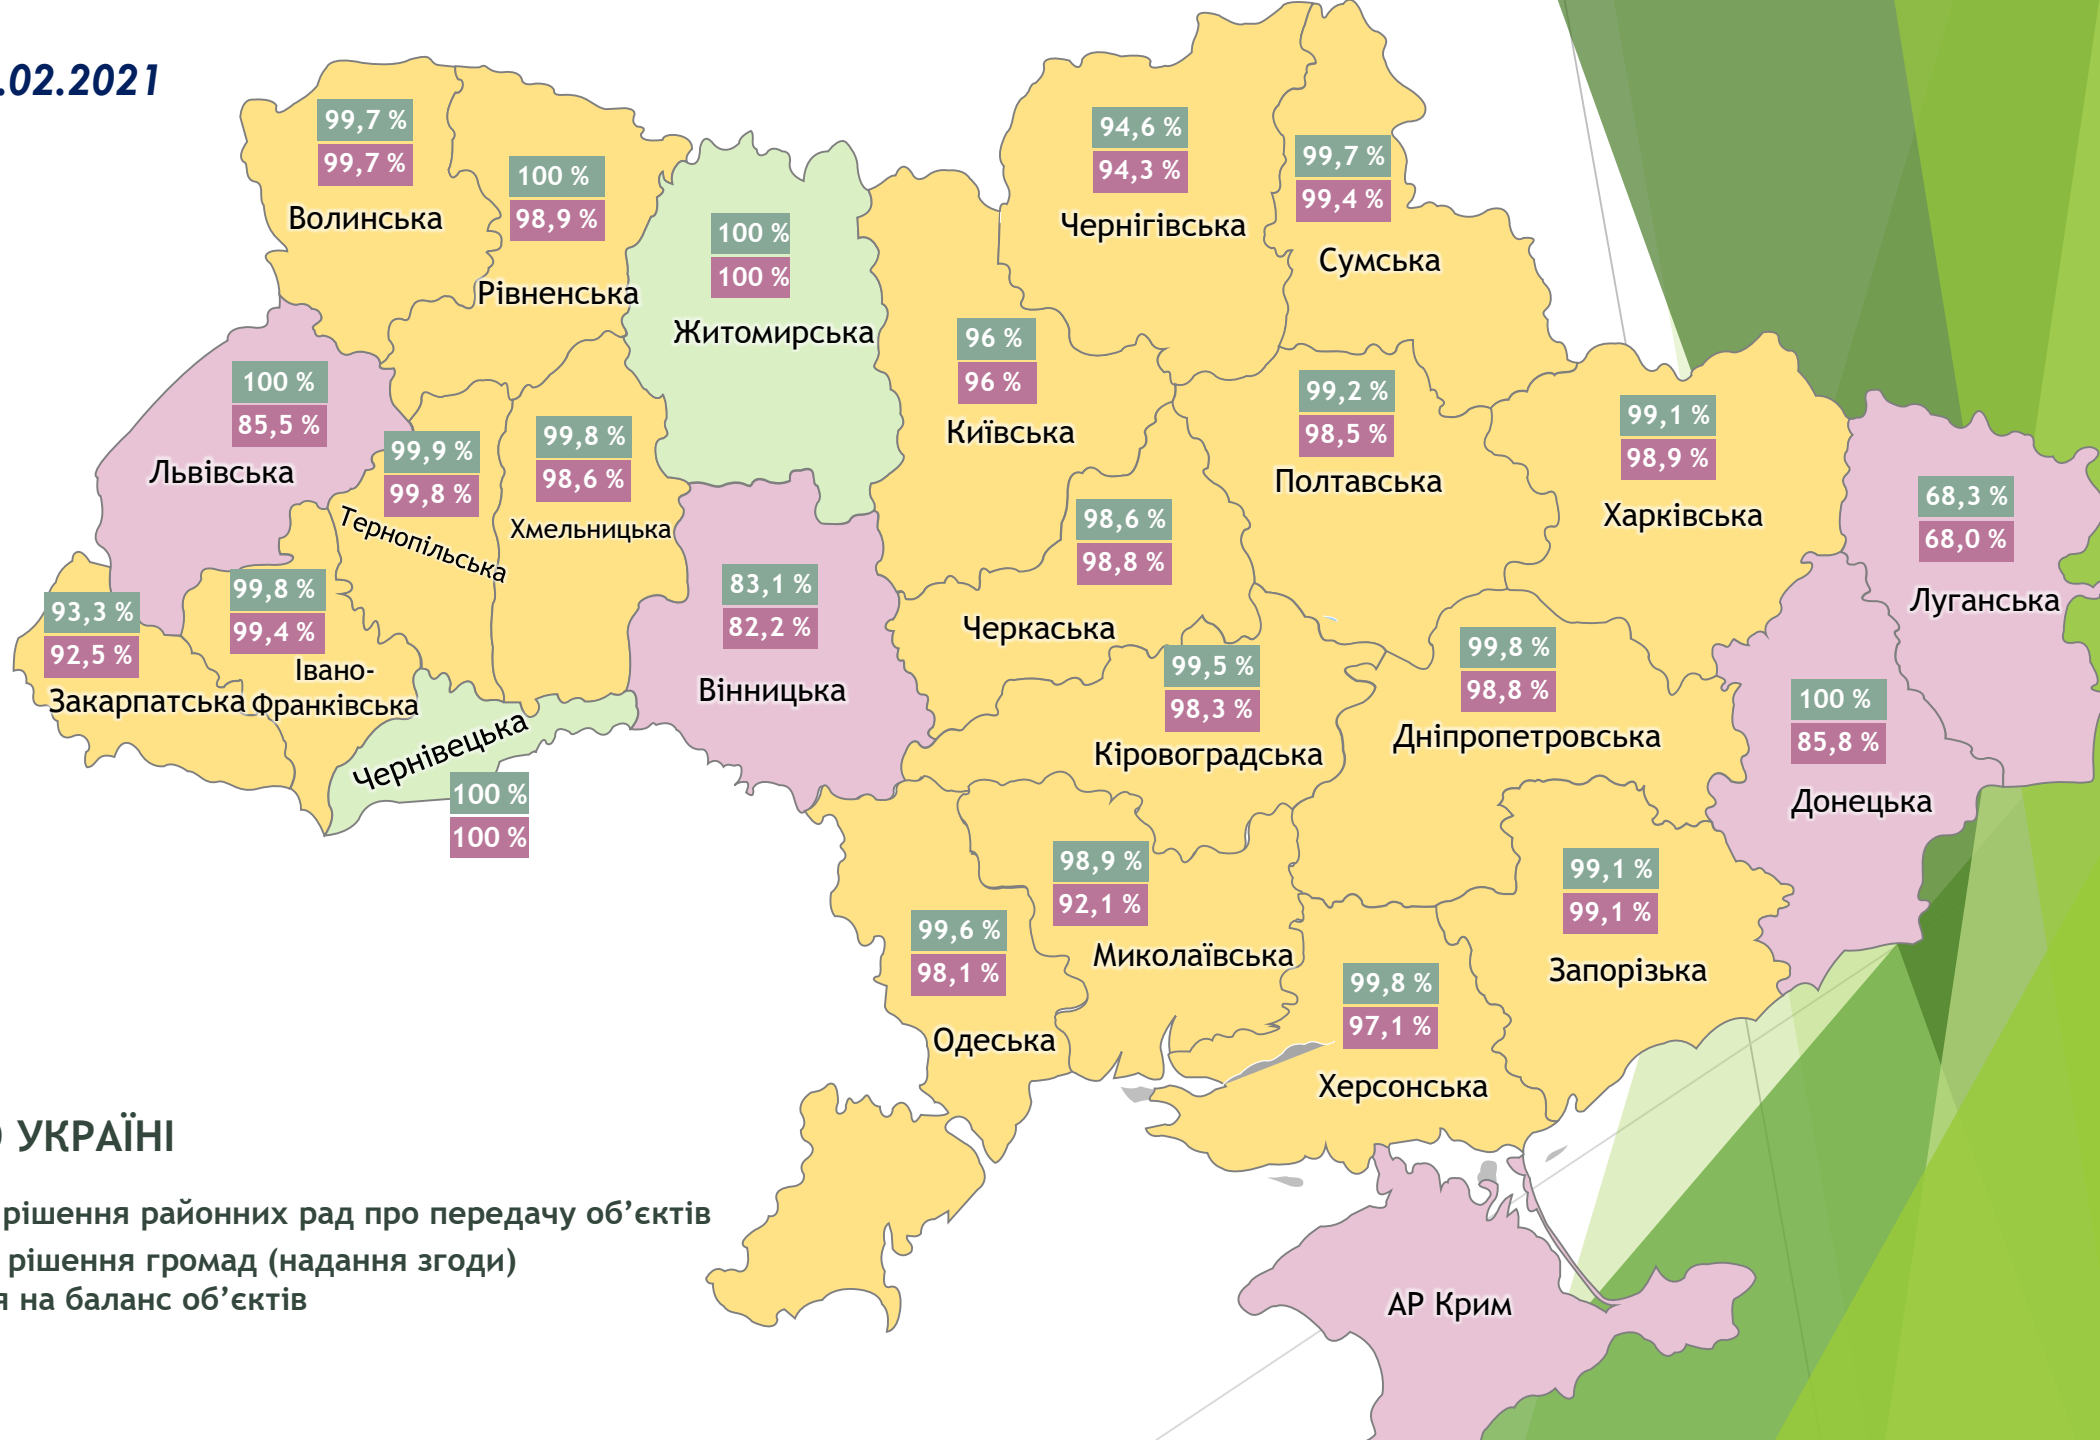 .02.2021
99,7 %
99,7 %
Волинська
100 %
98,9 %
Рівненська
100 %
100 %
Житомирська
94,6 %
94,3 %
Чернігівська
99,7 %
99,4 %
Сумська
96 %
96 %
Київська
100 %
85,5 %
Львівська
99,9 %
99,8 %
Тернопільська
99,8 %
98,6 %
Хмельницька
99,2 %
98,5 %
Полтавська
99,1 %
98,9 %
Харківська
68,3 %
68,0 %
Луганська
98,6 %
98,8 %
Черкаська
83,1 %
82,2 %
Вінницька
93,3 %
92,5 %
Закарпатська
99,8 %
99,4 %
Івано-
Франківська
Чернівецька
100 %
100 %
99,5 %
98,3 %
Кіровоградська
99,8 %
98,8 %
Дніпропетровська
100 %
85,8 %
Донецька
98,9 %
92,1 %
Миколаївська
99,6 %
98,1 %
Одеська
99,1 %
99,1 %
Запорізька
99,8 %
97,1 %
Херсонська
АР Крим
УКРАЇНІ
рішення районних рад про передачу об’єктів
рішення громад (надання згоди)
на баланс об’єктів